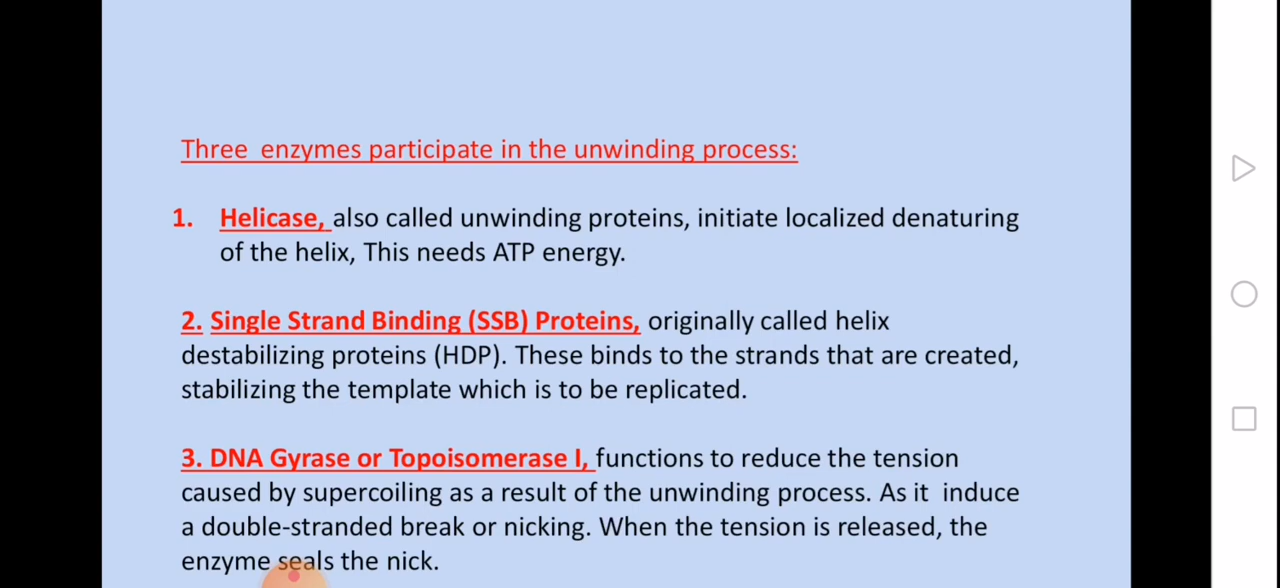 Three enzymes participate in the unwinding process:
1. Helicase, also called unwinding proteins, initiate localized denaturing
of the helix, This needs ATP energy.
2. Single Strand Binding (SSB) Proteins, originally called helix
destabilizing proteins (HDP). These binds to the strands that are created,
stabilizing the template which is to be replicated.
3. DNA Gyrase or Topoisomerase I, functions to reduce the tension
caused by supercoiling as a result of the unwinding process. As it induce
a double-stranded break or nicking. When the tension is released, the
enzyme seals the nick.